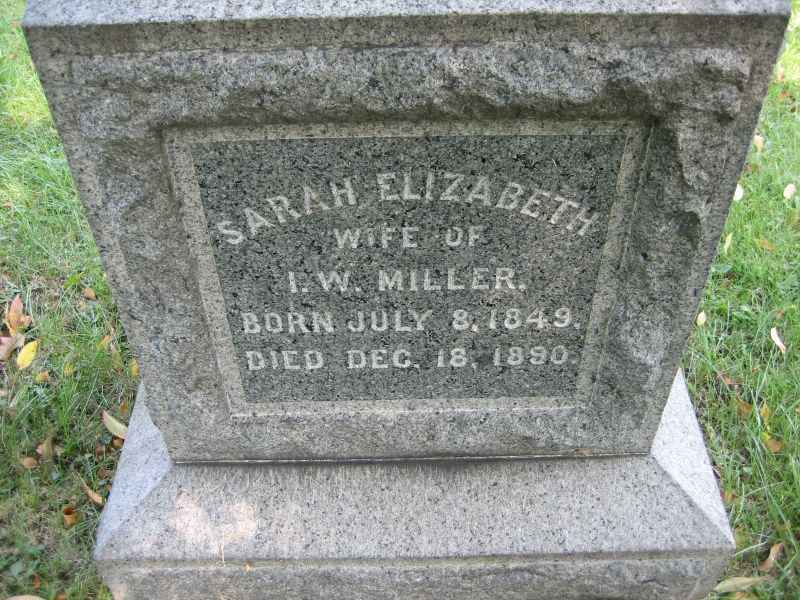 SARAH ELIZABETH
WIFE OF
I. W. MILLER.
BORN JULY 8, 1849.
DIED DEC. 18, 1890.